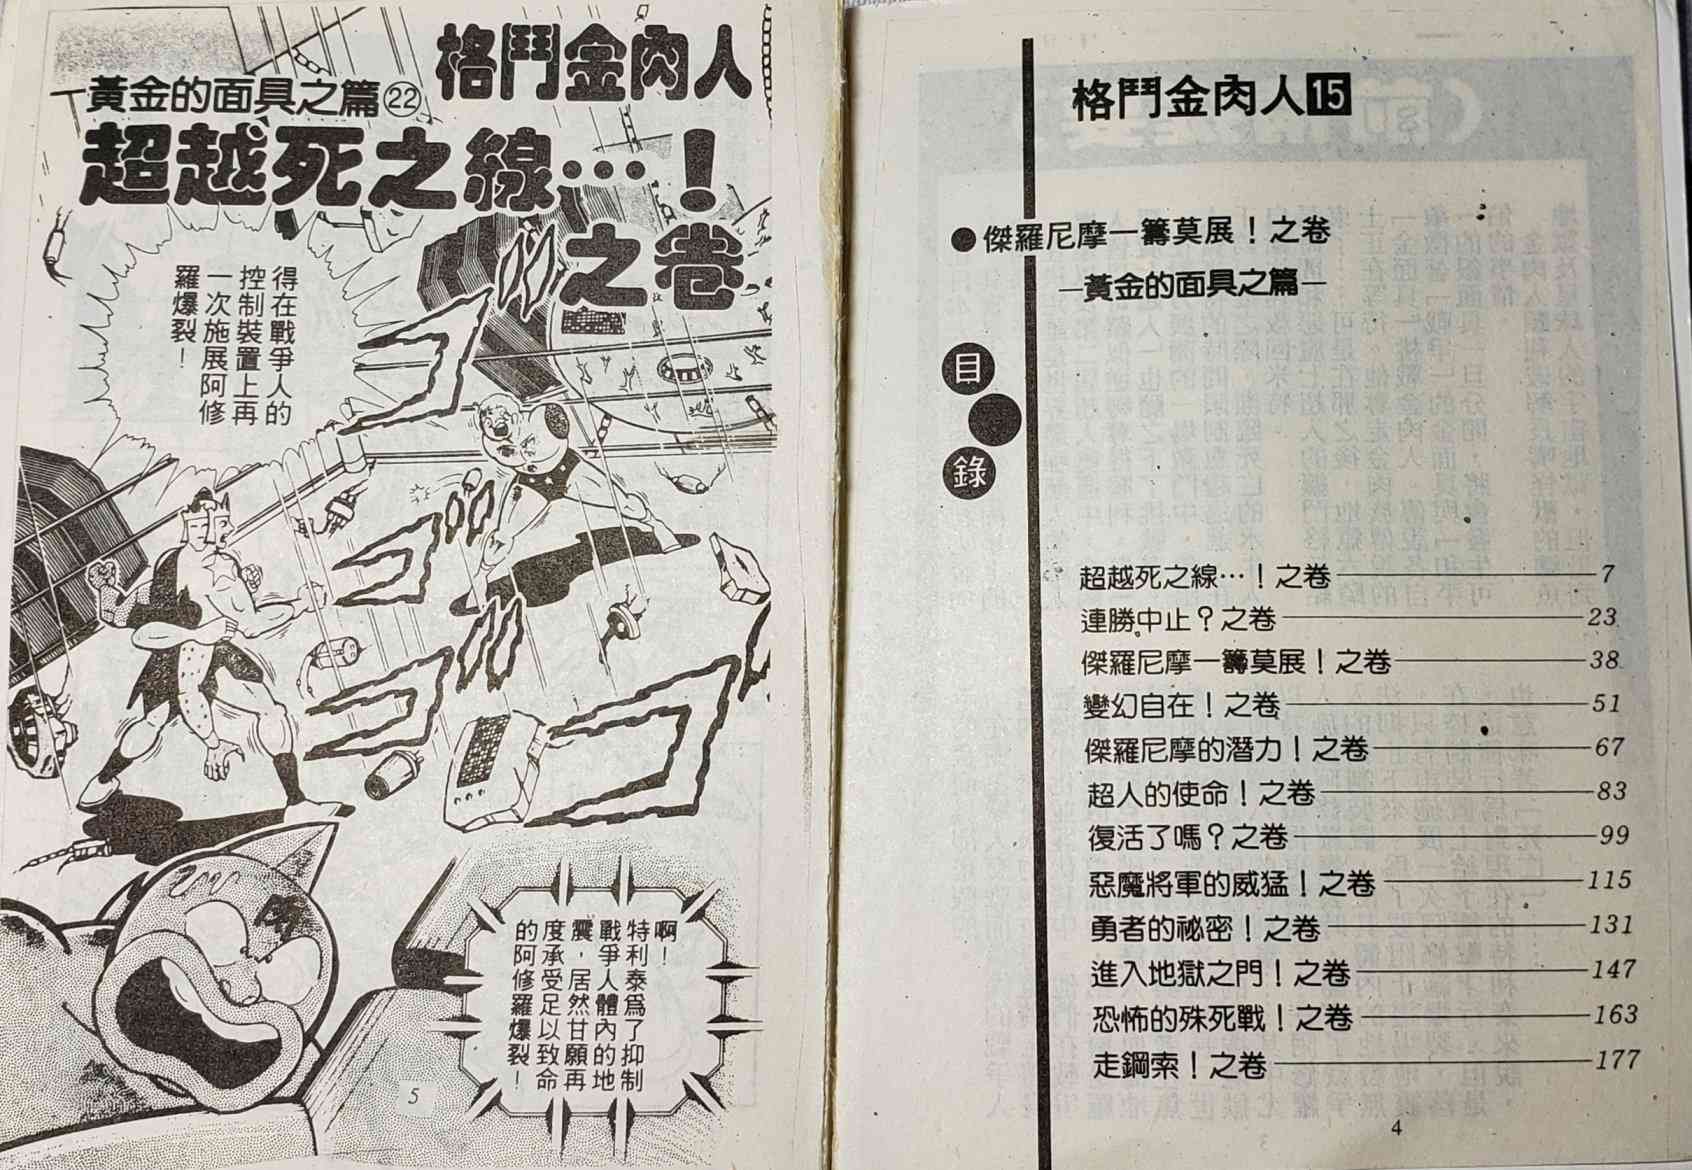 格鬥金肉人
黃金的面具之篇㉒
超越死之線…！
之卷
得在戰爭人的
控制裝置上再
一次施展阿修
羅爆裂！
啊！
特利泰爲了抑制
戰爭人體內的地
震，居然甘願再
度承受足以致命
的阿修羅爆裂！
5
格鬥金肉人15
●傑羅尼摩一籌莫展！之卷
—黃金的面具之篇—
目●錄
超越死之線…！之卷——7
連勝中止？之卷——23
傑羅尼摩一籌莫展！之卷——38
變幻自在！之卷——51
傑羅尼摩的潛力！之卷——67
超人的使命！之卷——83
復活了嗎？之卷——99
惡魔將軍的威猛！之卷——115
勇者的祕密！之卷——131
進入地獄之門！之卷——147
恐怖的殊死戰！之卷——163
走鋼索！之卷——177
4